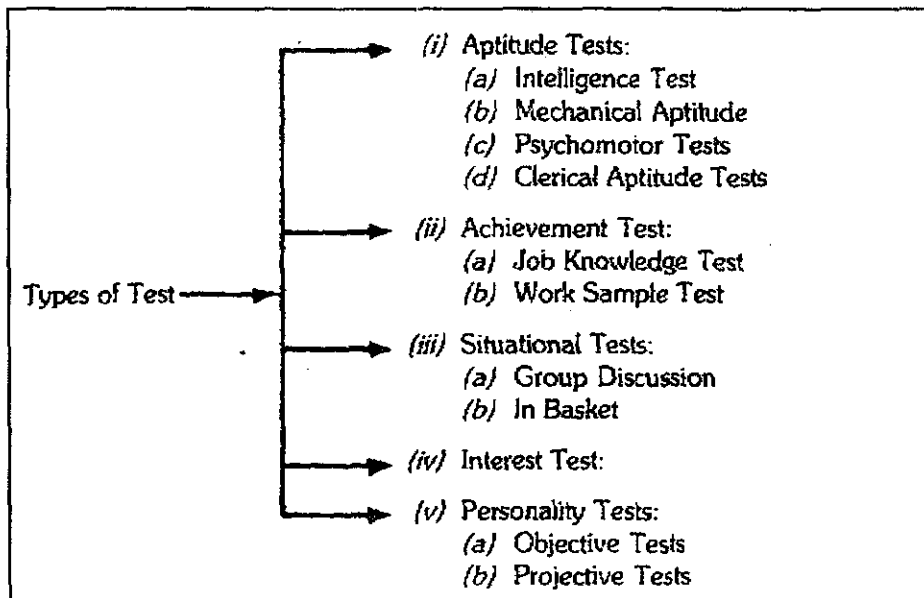 (i) Aptitude Tests:
(a) Intelligence Test
(b) Mechanical Aptitude
(c) Psychomotor Tests
(d) Clerical Aptitude Tests
(ii) Achievement Test:
(a) Job Knowledge Test
(b) Work Sample Test
Types of Test
(iii) Situational Tests:
(a) Group Discussion
(b) In Basket
(iv) Interest Test:
(v) Personality Tests:
(a) Objective Tests
(b) Projective Tests